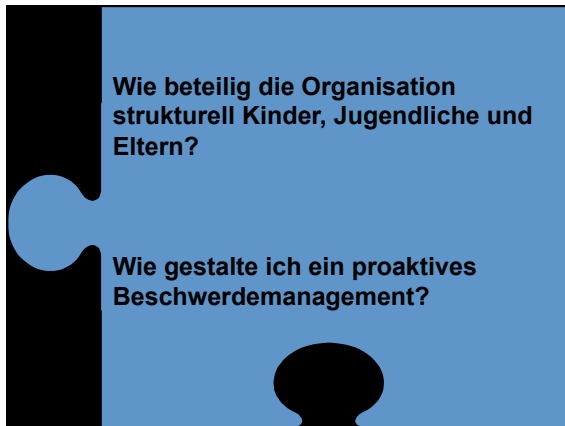 Wie beteilig die Organisation
strukturell Kinder, Jugendliche und
Eltern?
Wie gestalte ich ein proaktives
Beschwerdemanagement?